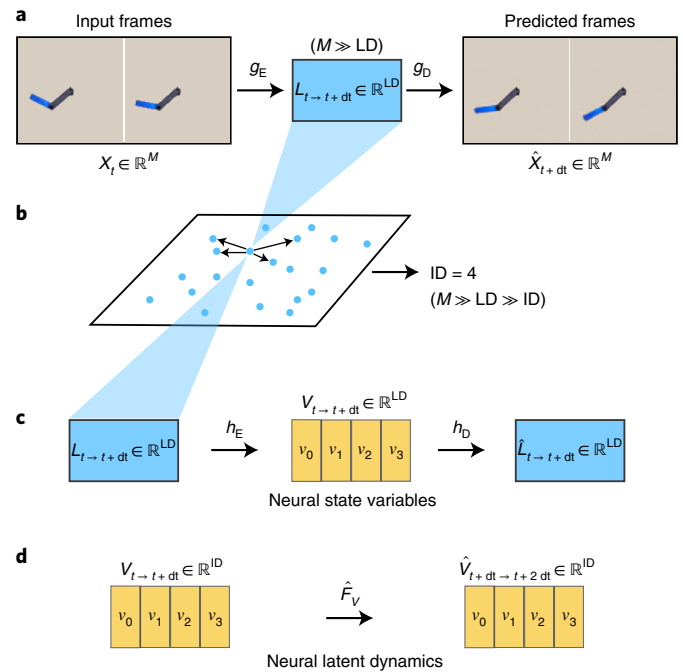 a
Input frames
(M ≫ LD)
Predicted frames
g_E
L_{t → t + dt} ∈ ℝ^{LD}
g_D
X_t ∈ ℝ^M
X̂_{t + dt} ∈ ℝ^M
b
ID = 4
(M ≫ LD ≫ ID)
c
V_{t → t + dt} ∈ ℝ^{LD}
L_{t → t + dt} ∈ ℝ^{LD}
h_E
v_0 v_1 v_2 v_3
h_D
L̂_{t → t + dt} ∈ ℝ^{LD}
Neural state variables
d
V_{t → t + dt} ∈ ℝ^{ID}
V̂_{t + dt → t + 2 dt} ∈ ℝ^{ID}
v_0 v_1 v_2 v_3
F̂_V
v_0 v_1 v_2 v_3
Neural latent dynamics